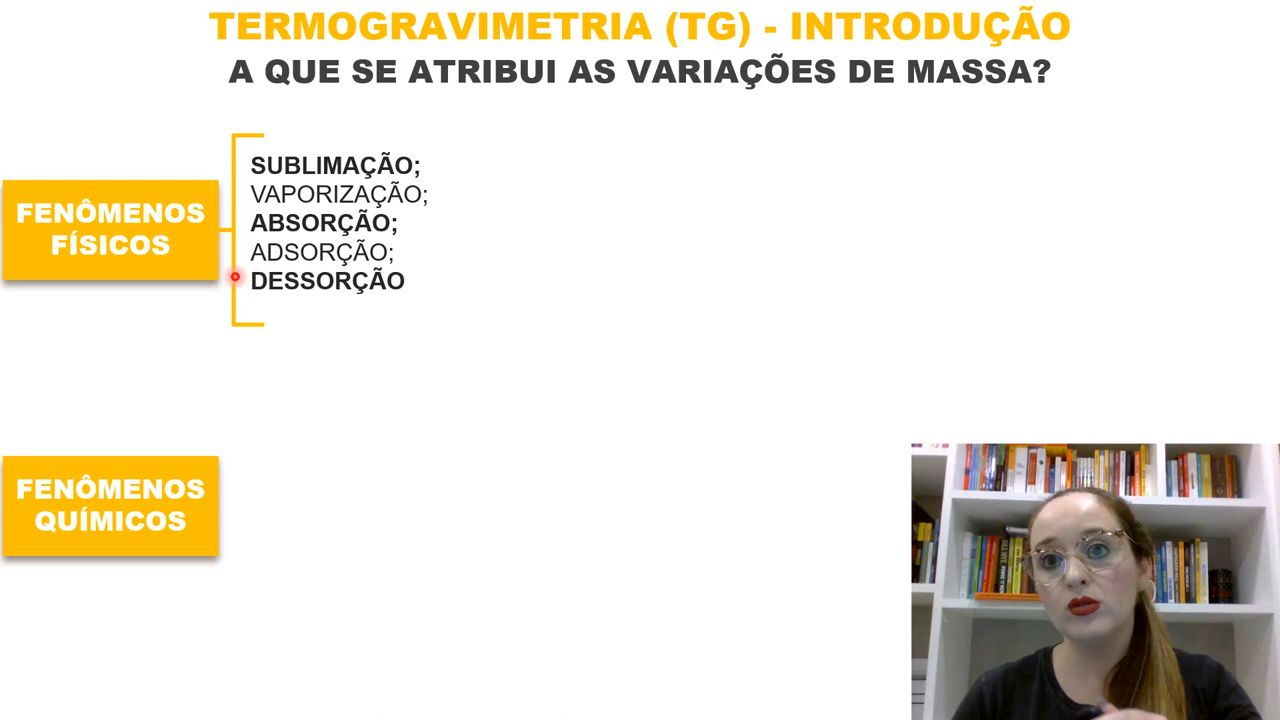 TERMOGRAVIMETRIA (TG) - INTRODUÇÃO
A QUE SE ATRIBUI AS VARIAÇÕES DE MASSA?
FENÔMENOS
FÍSICOS
SUBLIMAÇÃO;
VAPORIZAÇÃO;
ABSORÇÃO;
ADSORÇÃO;
DESSORÇÃO
FENÔMENOS
QUÍMICOS